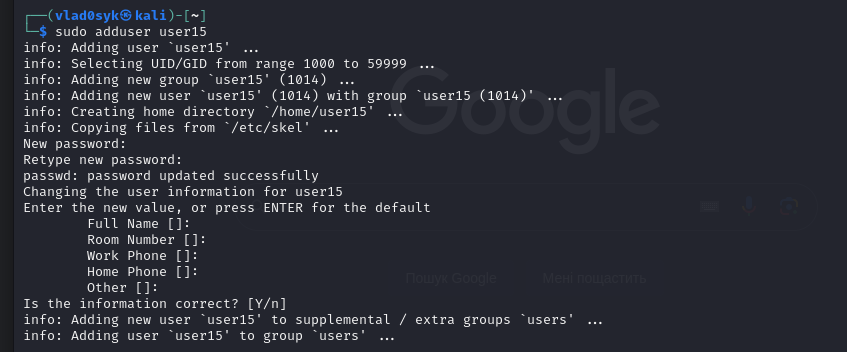 ┌──(vlad0syk㉿kali)-[~]
└─$ sudo adduser user15
info: Adding user `user15' ...
info: Selecting UID/GID from range 1000 to 59999 ...
info: Adding new group `user15' (1014) ...
info: Adding new user `user15' (1014) with group `user15 (1014)' ...
info: Creating home directory `/home/user15' ...
info: Copying files from `/etc/skel' ...
New password:
Retype new password:
passwd: password updated successfully
Changing the user information for user15
Enter the new value, or press ENTER for the default
Full Name []:
Room Number []:
Work Phone []:
Home Phone []:
Other []:
Is the information correct? [Y/n]
info: Adding new user `user15' to supplemental / extra groups `users' ...
info: Adding user `user15' to group `users' ...
Google
Пошук Google
Мені пощастить